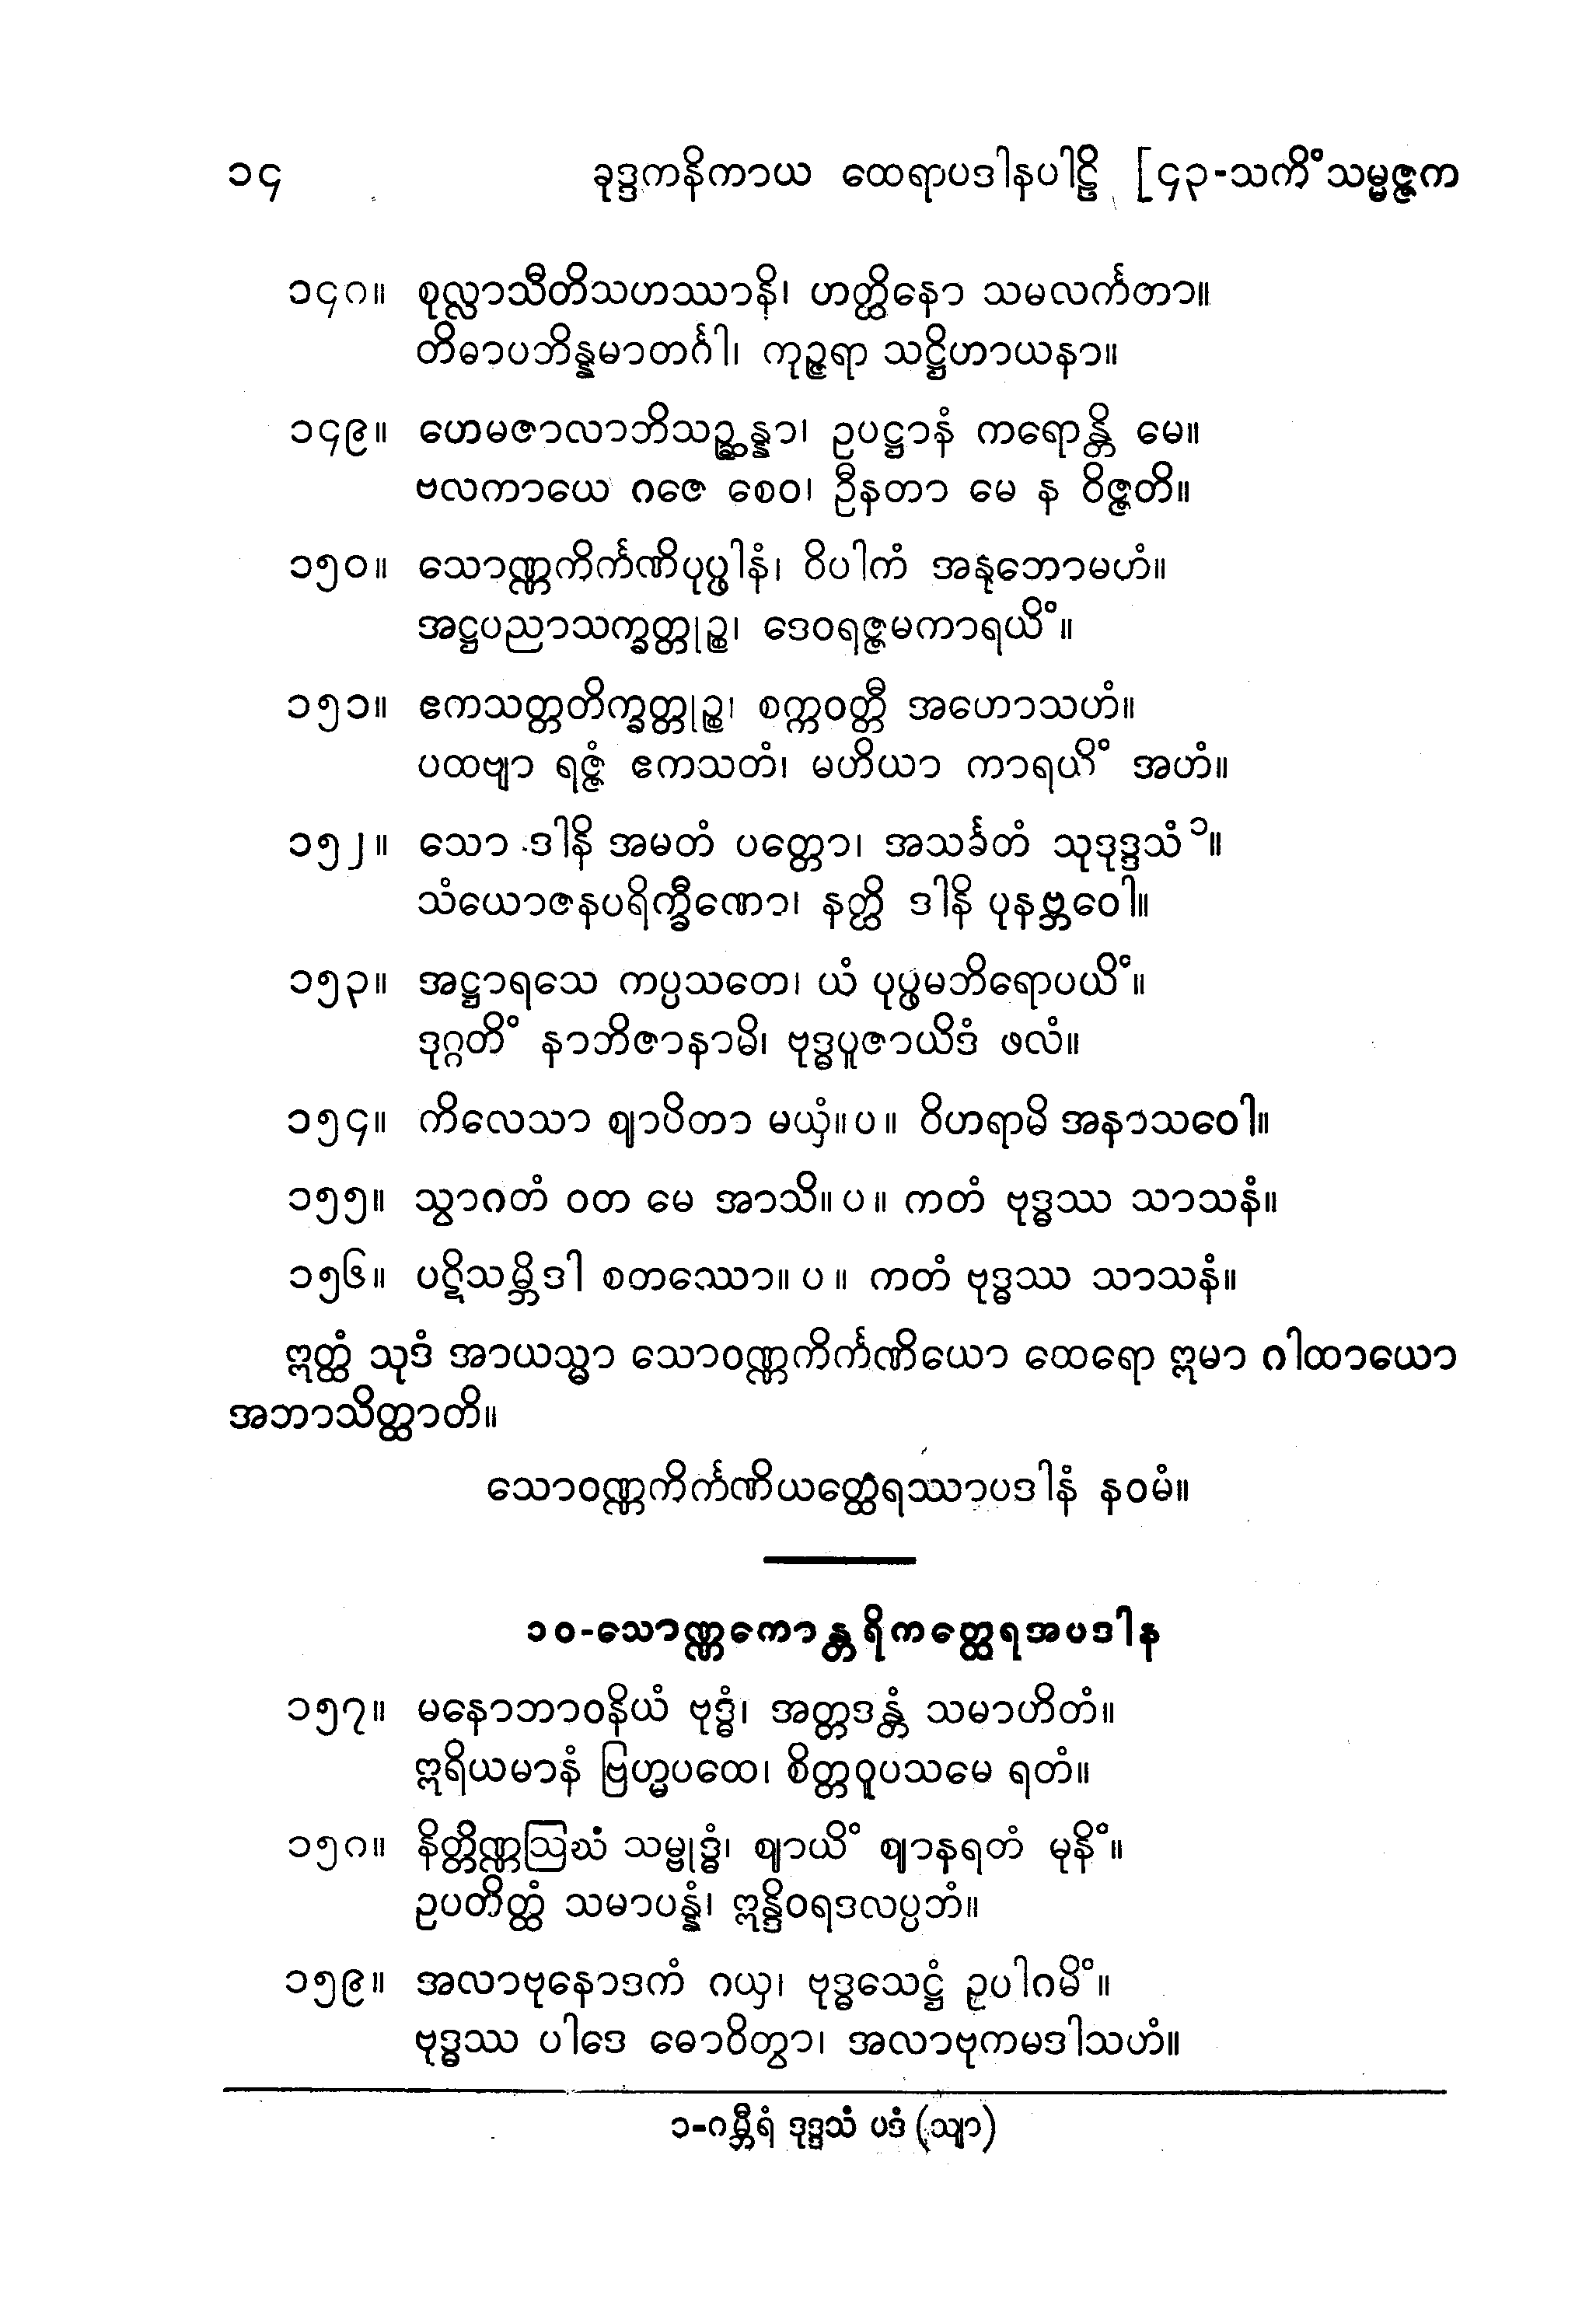 ၁၄ ခုဒ္ဒကနိကာယ ထေရာပဒါနပါဠိ [၄၃-သကိံသမ္မဇ္ဇက
၁၄၈။ စုလ္လာသီတိသဟဿာနိ၊ ဟတ္ထိနော သမလင်္ကတာ။
တိဓာပဘိန္နမာတင်္ဂါ၊ ကုဉ္ဇရာ သဋ္ဌိဟာယနာ။
၁၄၉။ ဟေမဇာလာဘိသဉ္ဆန္နာ၊ ဥပဋ္ဌာနံ ကရောန္တိ မေ။
ဗလကာယေ ဂဇေ စေဝ၊ ဦနတာ မေ န ဝိဇ္ဇတိ။
၁၅၀။ သောဏ္ဏကိင်္ကဏိပုပ္ဖါနံ၊ ဝိပါကံ အနုဘောမဟံ။
အဋ္ဌပညာသက္ခတ္တုဉ္စ၊ ဒေဝရဇ္ဇမကာရယိံ။
၁၅၁။ ဧကသတ္တတိက္ခတ္တုဉ္စ၊ စက္ကဝတ္တီ အဟောသဟံ။
ပထဗျာ ရဇ္ဇံ ဧကသတံ၊ မဟိယာ ကာရယိံ အဟံ။
၁၅၂။ သော ဒါနိ အမတံ ပတ္တော၊ အသင်္ခတံ သုဒုဒ္ဒသံ၁။
သံယောဇနပရိက္ခီဏော၊ နတ္ထိ ဒါနိ ပုနဗ္ဘဝေါ။
၁၅၃။ အဋ္ဌာရသေ ကပ္ပသတေ၊ ယံ ပုပ္ဖမဘိရောပယိံ။
ဒုဂ္ဂတိံ နာဘိဇာနာမိ၊ ဗုဒ္ဓပူဇာယိဒံ ဖလံ။
၁၅၄။ ကိလေသာ ဈာပိတာ မယှံ။ပ။ ဝိဟရာမိ အနာသဝေါ။
၁၅၅။ သွာဂတံ ဝတ မေ အာသိ။ပ။ ကတံ ဗုဒ္ဓဿ သာသနံ။
၁၅၆။ ပဋိသမ္ဘိဒါ စတဿော။ပ။ ကတံ ဗုဒ္ဓဿ သာသနံ။
ဣတ္ထံ သုဒံ အာယသ္မာ သောဝဏ္ဏကိင်္ကဏိယော ထေရော ဣမာ ဂါထာယော
အဘာသိတ္ထာတိ။
သောဝဏ္ဏကိင်္ကဏိယတ္ထေရဿာပဒါနံ နဝမံ။
၁၀-သောဏ္ဏကောန္တရိကတ္ထေရအပဒါန
၁၅၇။ မနောဘာဝနိယံ ဗုဒ္ဓံ၊ အတ္တဒန္တံ သမာဟိတံ။
ဣရိယမာနံ ဗြဟ္မပထေ၊ စိတ္တဝူပသမေ ရတံ။
၁၅၈။ နိတ္တိဏ္ဏဩဃံ သမ္ဗုဒ္ဓံ၊ ဈာယိံ ဈာနရတံ မုနိံ။
ဥပတိတ္ထံ သမာပန္နံ၊ ဣန္ဒိဝရဒလပ္ပဘံ။
၁၅၉။ အလာဗုနောဒကံ ဂယှ၊ ဗုဒ္ဓသေဋ္ဌံ ဥပါဂမိံ။
ဗုဒ္ဓဿ ပါဒေ ဓောဝိတွာ၊ အလာဗုကမဒါသဟံ။
၁-ဂမ္ဘီရံ ဒုဒ္ဒသံ ပဒံ (သျာ)